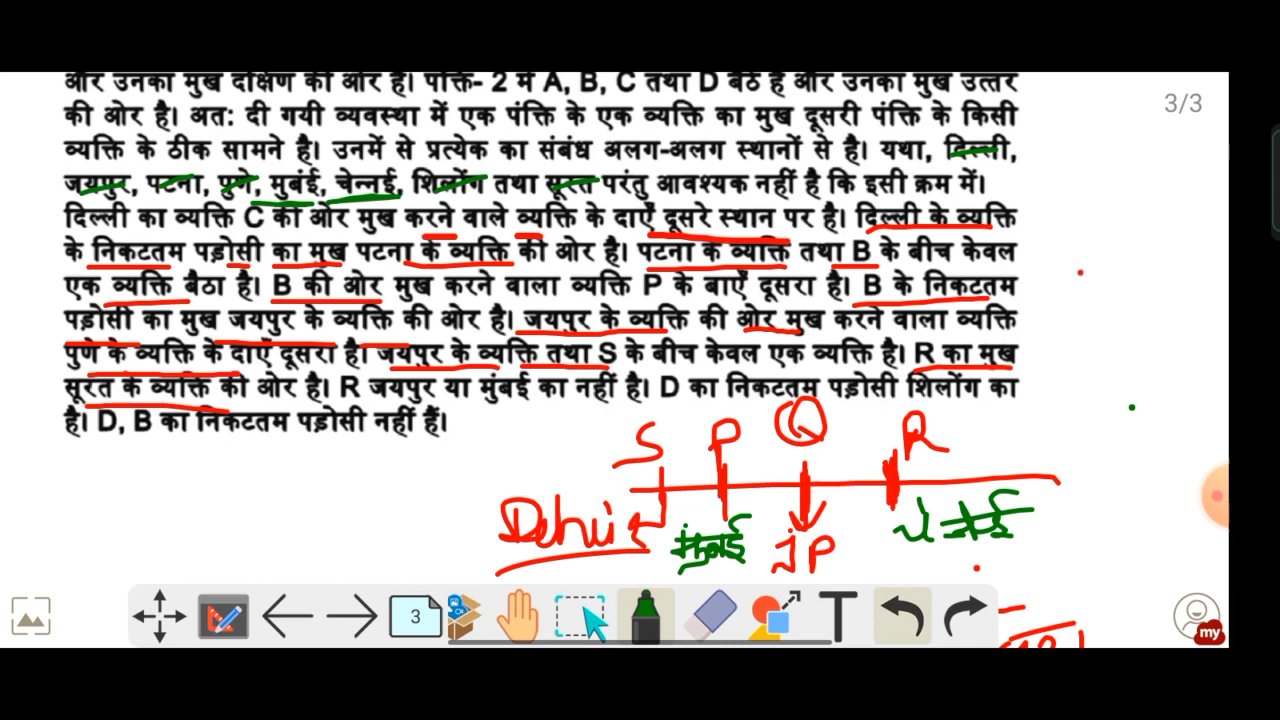 और उनका मुख दक्षिण की ओर है। पंक्ति- 2 में A, B, C तथा D बैठे हैं और उनका मुख उत्तर
की ओर है। अत: दी गयी व्यवस्था में एक पंक्ति के एक व्यक्ति का मुख दूसरी पंक्ति के किसी
व्यक्ति के ठीक सामने है। उनमें से प्रत्येक का संबंध अलग-अलग स्थानों से है। यथा, दिल्ली,
जयपुर, पटना, पुणे, मुबंई, चेन्नई, शिलोंग तथा सूरत परंतु आवश्यक नहीं है कि इसी क्रम में।
दिल्ली का व्यक्ति C की ओर मुख करने वाले व्यक्ति के दाएँ दूसरे स्थान पर है। दिल्ली के व्यक्ति
के निकटतम पड़ोसी का मुख पटना के व्यक्ति की ओर है। पटना के व्यक्ति तथा B के बीच केवल
एक व्यक्ति बैठा है। B की ओर मुख करने वाला व्यक्ति P के बाएँ दूसरा है। B के निकटतम
पड़ोसी का मुख जयपुर के व्यक्ति की ओर है। जयपुर के व्यक्ति की ओर मुख करने वाला व्यक्ति
पुणे के व्यक्ति के दाएँ दूसरा है। जयपुर के व्यक्ति तथा S के बीच केवल एक व्यक्ति है। R का मुख
सूरत के व्यक्ति की ओर है। R जयपुर या मुंबई का नहीं है। D का निकटतम पड़ोसी शिलोंग का
है। D, B का निकटतम पड़ोसी नहीं हैं।
3/3
S P Q R
Dehli JP
3
T
my